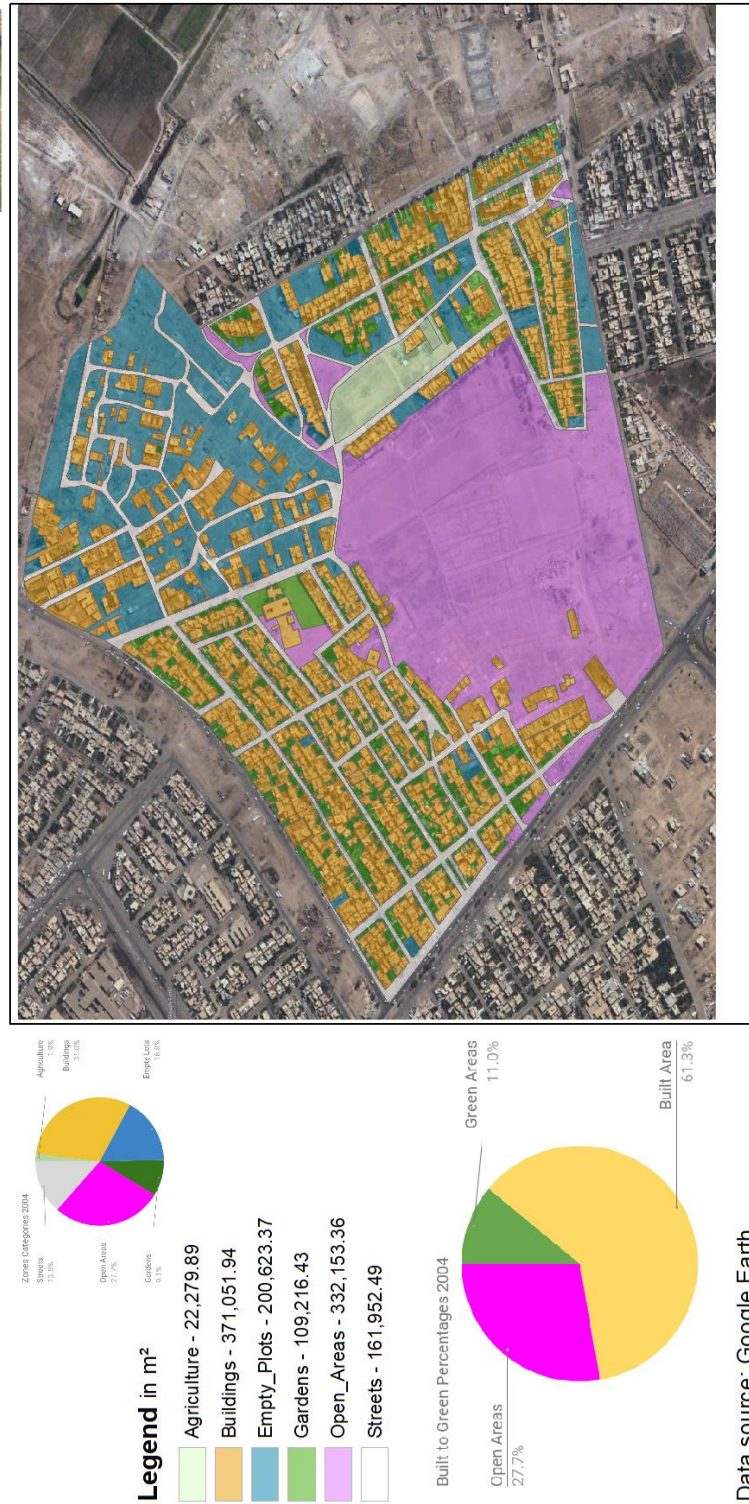 Zones Categories 2004
Streets
13.5%
Agriculture
1.9%
Buildings
31.0%
Open Areas
27.7%
Empty Lots
16.8%
Gardens
9.1%
Legend in m²
Agriculture - 22,279.89
Buildings - 371,051.94
Empty_Plots - 200,623.37
Gardens - 109,216.43
Open_Areas - 332,153.36
Streets - 161,952.49
Built to Green Percentages 2004
Green Areas
11.0%
Open Areas
27.7%
Built Area
61.3%
Data source: Google Earth